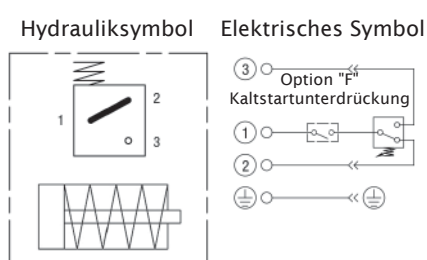 Hydrauliksymbol
Elektrisches Symbol
1
2
3
3
Option "F"
Kaltstartunterdrückung
1
2